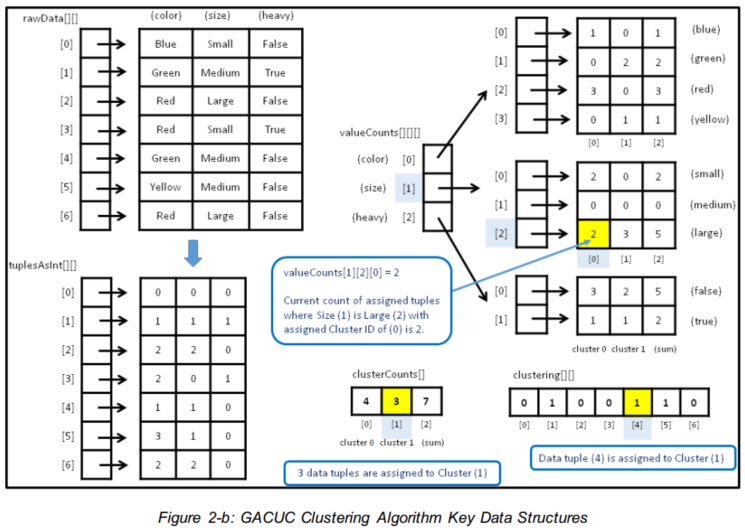 rawData[][]
(color) (size) (heavy)
[0] Blue Small False
[1] Green Medium True
[2] Red Large False
[3] Red Small True
[4] Green Medium False
[5] Yellow Medium False
[6] Red Large False
tuplesAsInt[][]
[0] 0 0 0
[1] 1 1 1
[2] 2 2 0
[3] 2 0 1
[4] 1 1 0
[5] 3 1 0
[6] 2 2 0
valueCounts[][][]
(color) [0]
(size) [1]
(heavy) [2]
[0] 1 0 1 (blue)
[1] 0 2 2 (green)
[2] 3 0 3 (red)
[3] 0 1 1 (yellow)
[0] [1] [2]
[0] 2 0 2 (small)
[1] 0 0 0 (medium)
[2] 2 3 5 (large)
[0] [1] [2]
[0] 3 2 5 (false)
[1] 1 1 2 (true)
cluster 0 cluster 1 (sum)
valueCounts[1][2][0] = 2
Current count of assigned tuples
where Size (1) is Large (2) with
assigned Cluster ID of (0) is 2.
clusterCounts[]
4 3 7
[0] [1] [2]
cluster 0 cluster 1 (sum)
3 data tuples are assigned to Cluster (1)
clustering[][]
0 1 0 0 1 1 0
[0] [1] [2] [3] [4] [5] [6]
Data tuple (4) is assigned to Cluster (1)
Figure 2-b: GACUC Clustering Algorithm Key Data Structures